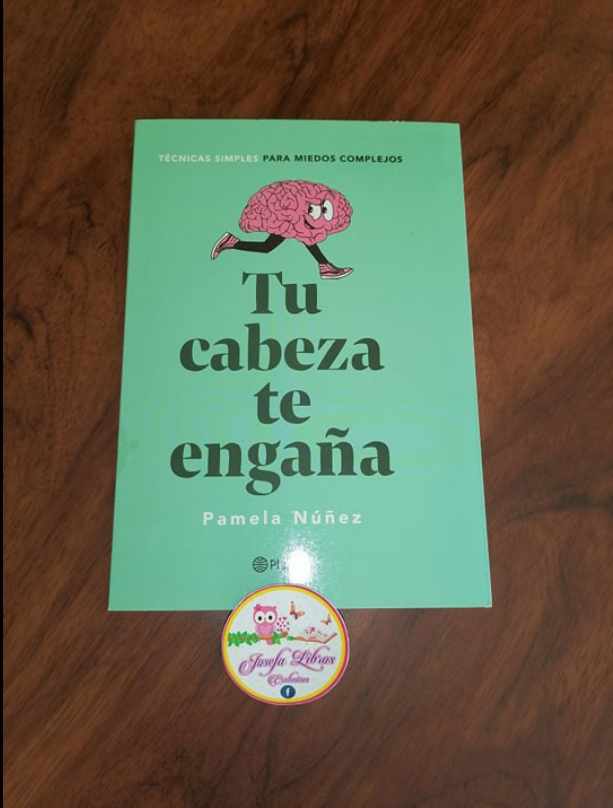 TÉCNICAS SIMPLES PARA MIEDOS COMPLEJOS
Tu
cabeza
te
engaña
Pamela Núñez
Josefa Libros
f